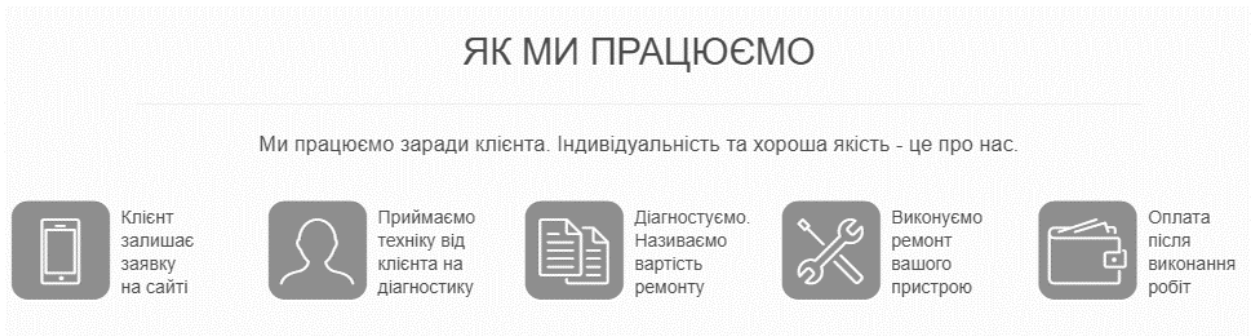 ЯК МИ ПРАЦЮЄМО
Ми працюємо заради клієнта. Індивідуальність та хороша якість - це про нас.
Клієнт
залишає
заявку
на сайті
Приймаємо
техніку від
клієнта на
діагностику
Діагностуємо.
Називаємо
вартість
ремонту
Виконуємо
ремонт
вашого
пристрою
Оплата
після
виконання
робіт